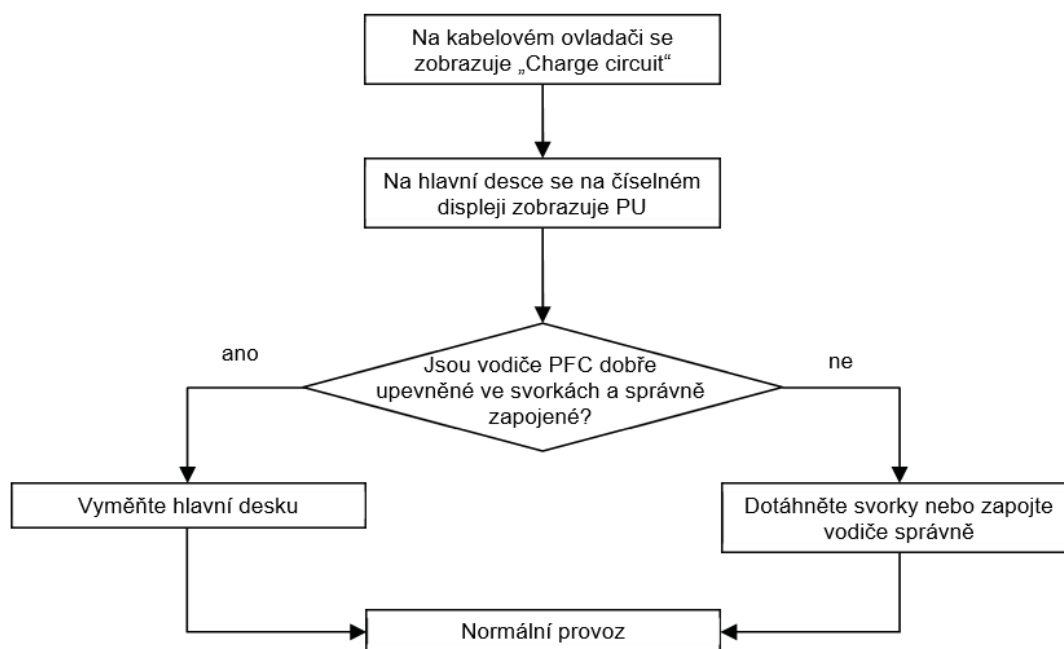 Na kabelovém ovladači se
zobrazuje „Charge circuit“
Na hlavní desce se na číselném
displeji zobrazuje PU
ano
Jsou vodiče PFC dobře
upevněné ve svorkách a správně
zapojené?
ne
Vyměňte hlavní desku
Dotáhněte svorky nebo zapojte
vodiče správně
Normální provoz